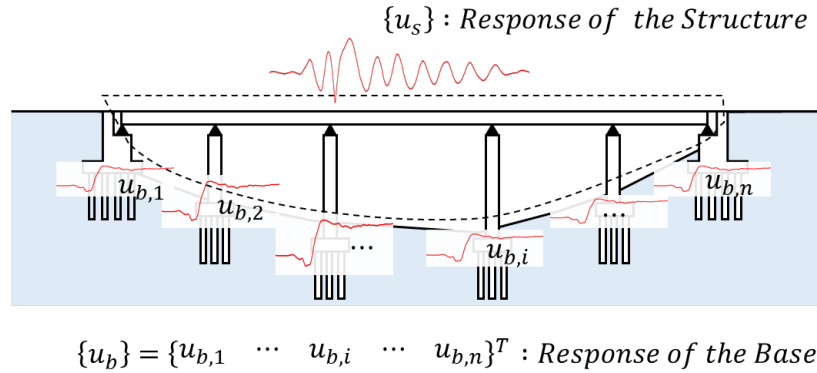 {u_s} : Response of the Structure
u_{b,1}
u_{b,2}
⋯
u_{b,i}
⋯
u_{b,n}
{u_b} = {u_{b,1} ⋯ u_{b,i} ⋯ u_{b,n}}^T : Response of the Base